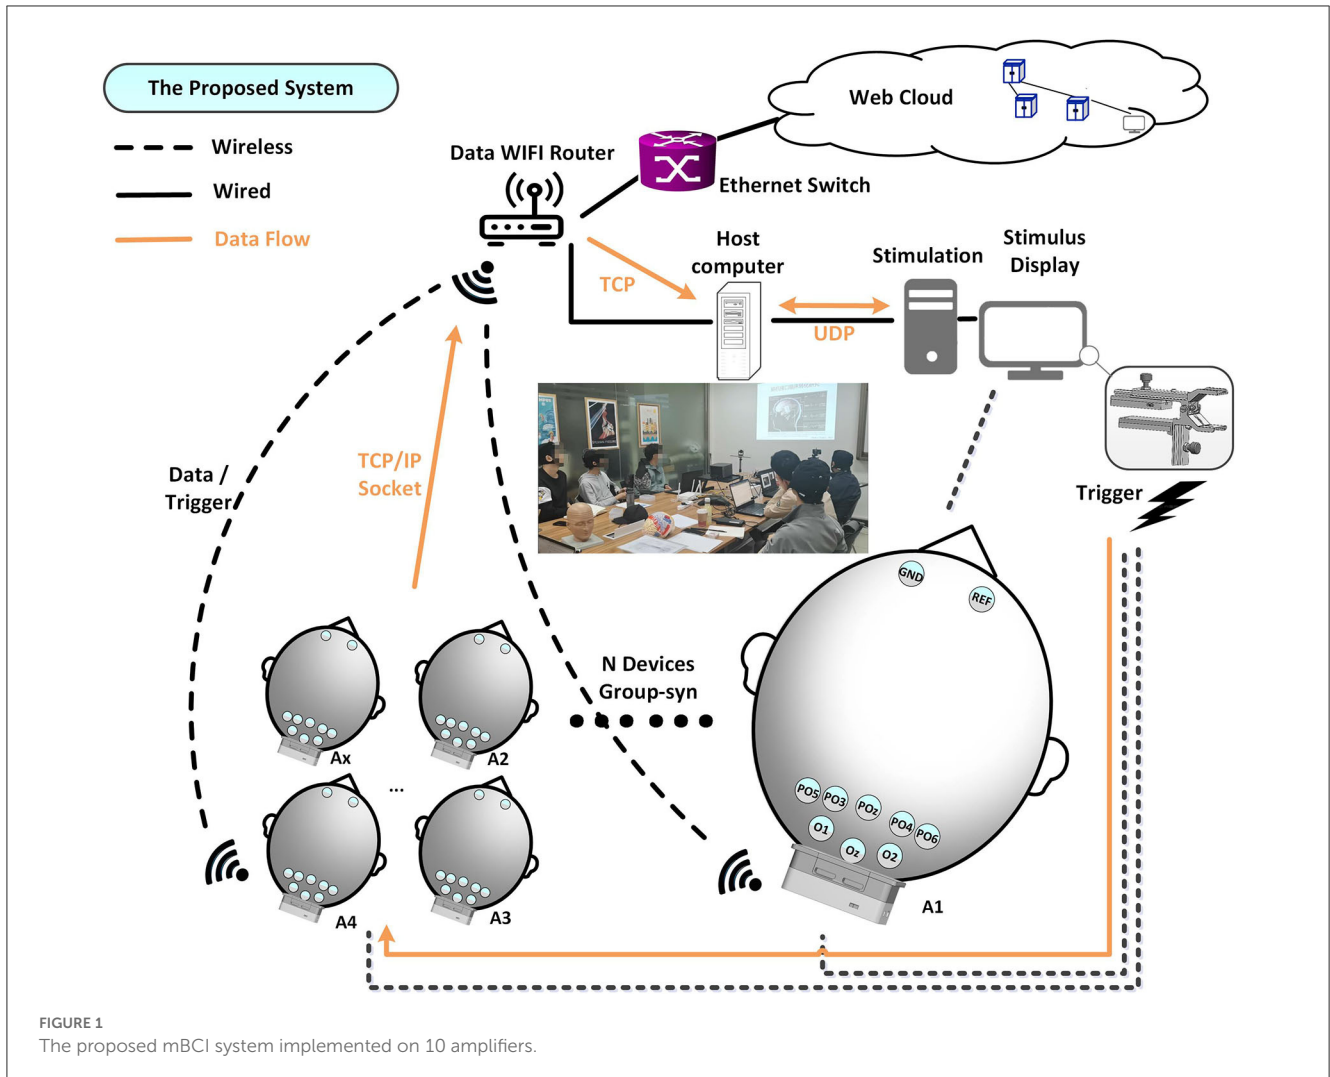 The Proposed System
Wireless
Wired
Data Flow
Web Cloud
Data WIFI Router
Ethernet Switch
Host
computer
TCP
Stimulation
UDP
Stimulus
Display
Data /
Trigger
TCP/IP
Socket
Trigger
GND
REF
N Devices
Group-syn
Ax
A2
...
A4
A3
PO5
PO3
POz
PO4
PO6
O1
Oz
O2
A1
FIGURE 1
The proposed mBCI system implemented on 10 amplifiers.